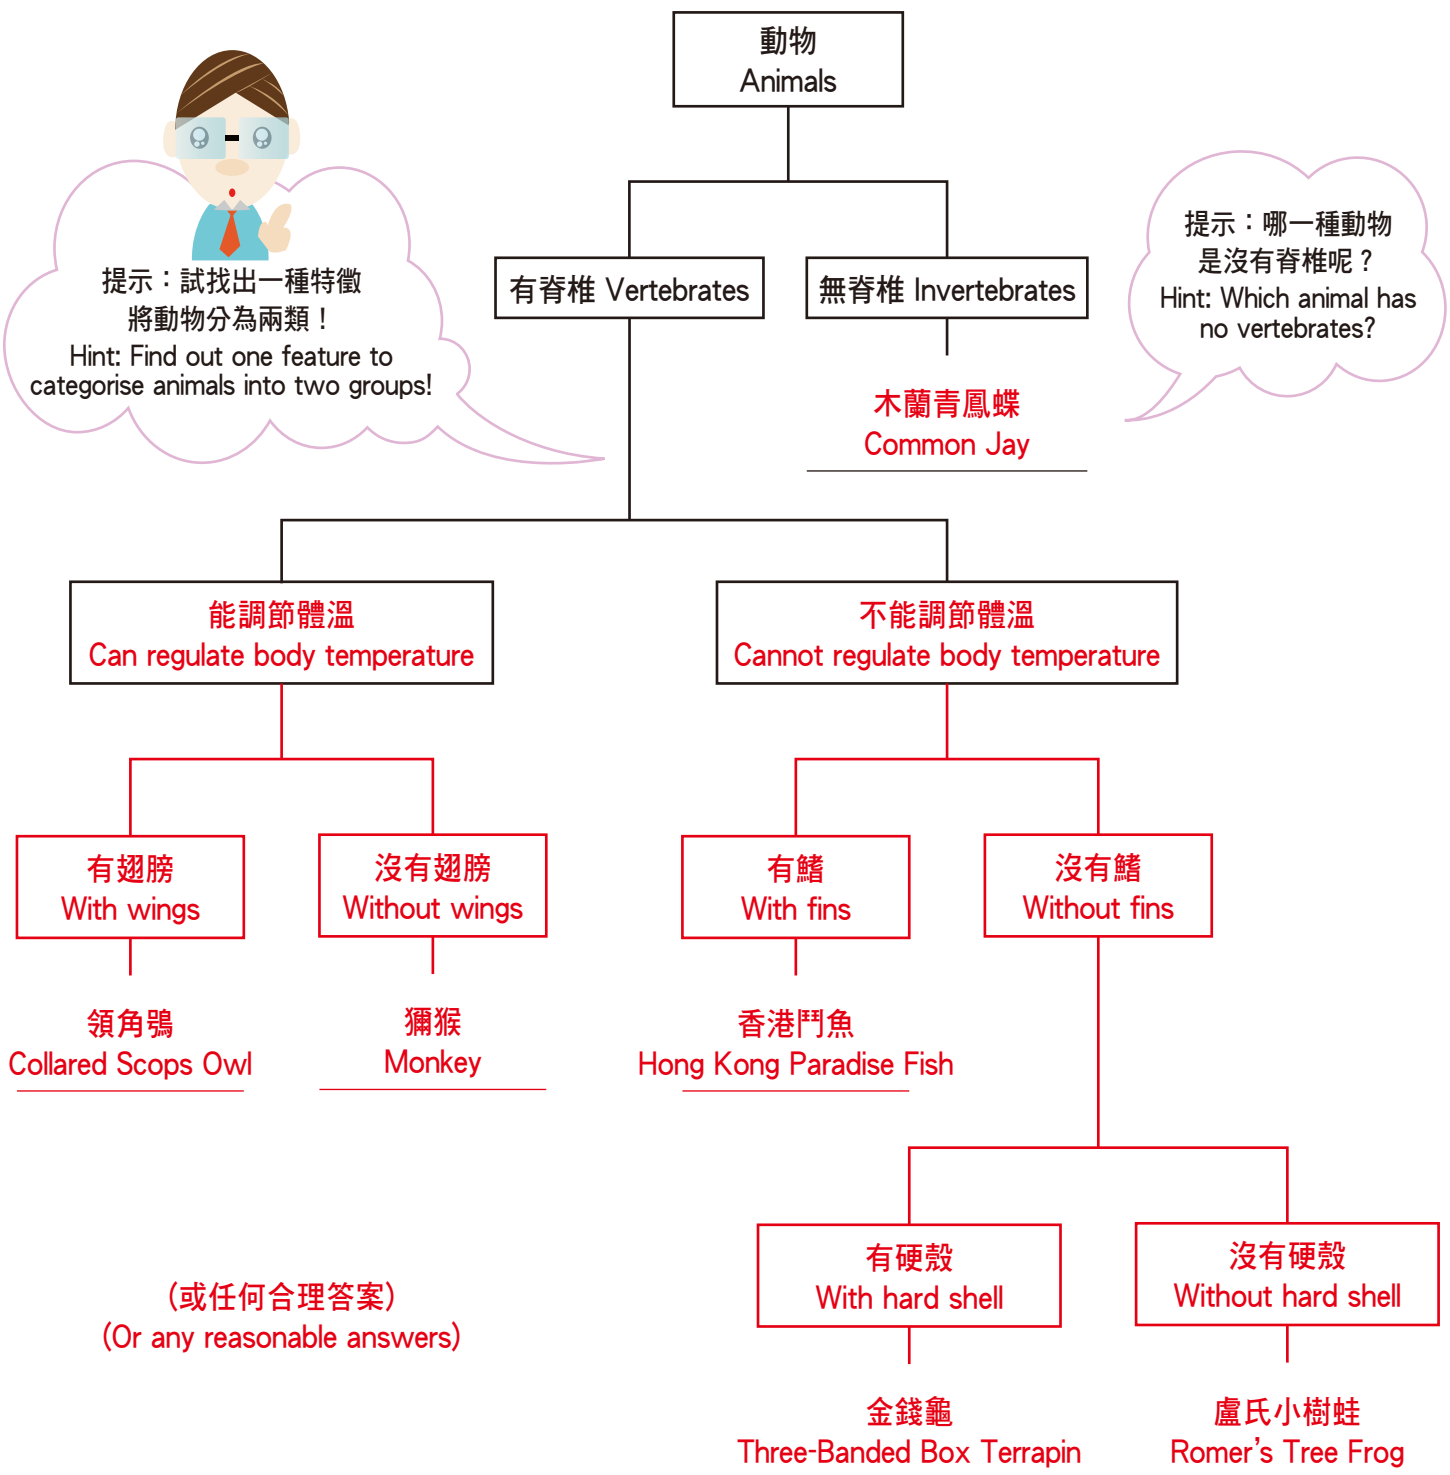 動物
Animals
提示：哪一種動物
是沒有脊椎呢？
Hint: Which animal has
no vertebrates?
提示：試找出一種特徵
將動物分為兩類！
Hint: Find out one feature to
categorise animals into two groups!
有脊椎 Vertebrates
無脊椎 Invertebrates
木蘭青鳳蝶
Common Jay
能調節體溫
Can regulate body temperature
不能調節體溫
Cannot regulate body temperature
有翅膀
With wings
沒有翅膀
Without wings
有鰭
With fins
沒有鰭
Without fins
領角鴞
Collared Scops Owl
獼猴
Monkey
香港鬥魚
Hong Kong Paradise Fish
有硬殼
With hard shell
沒有硬殼
Without hard shell
（或任何合理答案）
(Or any reasonable answers)
金錢龜
Three-Banded Box Terrapin
盧氏小樹蛙
Romer’s Tree Frog